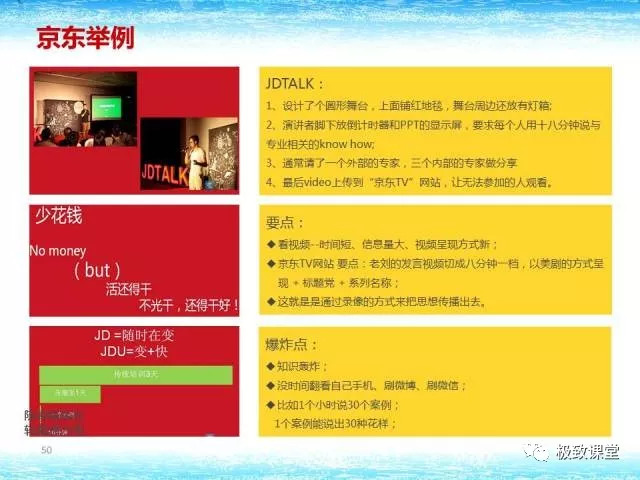 京东举例
JDTALK
JDTALK：
1、设计了个圆形舞台，上面铺红地毯，舞台周边还放有灯箱;
2、演讲者脚下放倒计时器和PPT的显示屏，要求每个人用十八分钟说与
专业相关的know how;
3、通常请了一个外部的专家，三个内部的专家做分享
4、最后video上传到“京东TV”网站，让无法参加的人观看。
少花钱
No money
（but）
活还得干
不光干，还得干好！
要点：
◆看视频--时间短、信息量大、视频呈现方式新；
◆京东TV网站 要点：老刘的发言视频切成八分钟一档，以美剧的方式呈
现 + 标题党 + 系列名称；
◆这就是是通过录像的方式来把思想传播出去。
JD =随时在变
JDU=变+快
传统培训3天
压缩至1天
爆炸点：
◆知识轰炸；
◆没时间翻看自己手机、刷微博、刷微信；
◆比如1个小时说30个案例；
1个案例能说出30种花样；
50
极致课堂